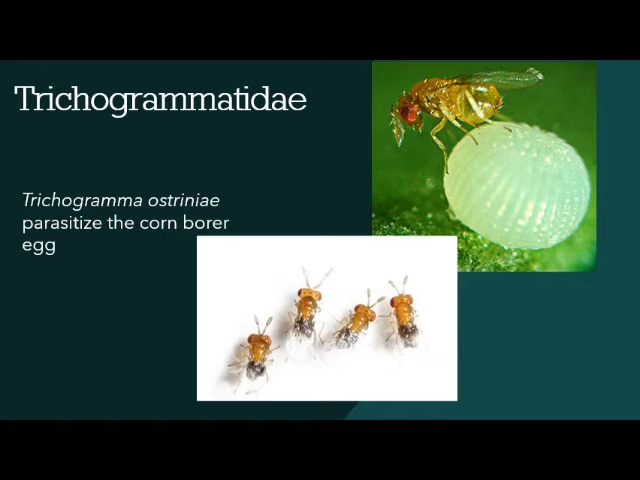 Trichogrammatidae
Trichogramma ostriniae
parasitize the corn borer
egg